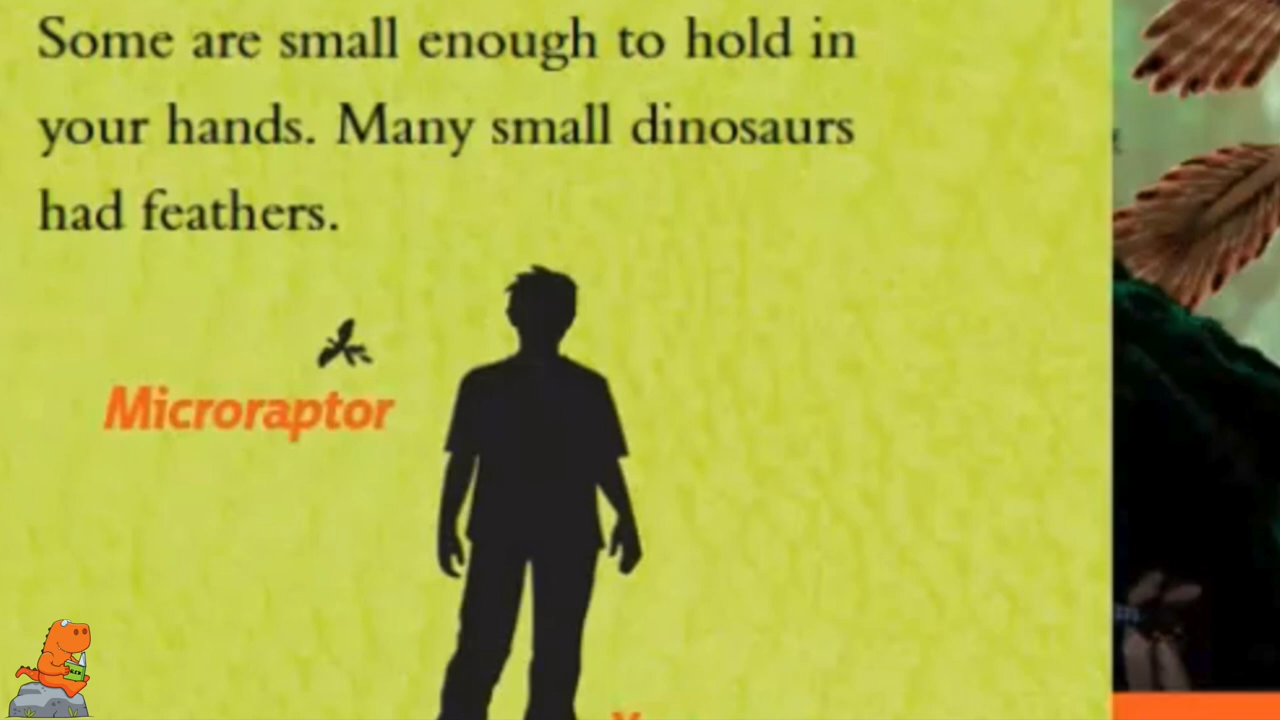 Some are small enough to hold in
your hands. Many small dinosaurs
had feathers.
Microraptor